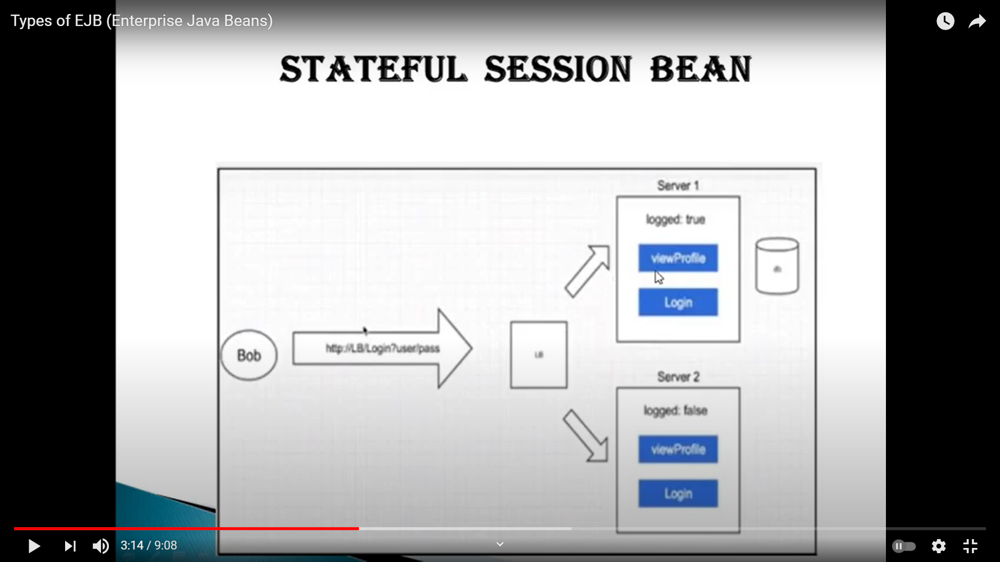 Types of EJB (Enterprise Java Beans)
STATEFUL SESSION BEAN
Server 1
logged: true
viewProfile
Login
db
Bob
http://LB/Login?user/pass
LB
Server 2
logged: false
viewProfile
Login
3:14 / 9:08